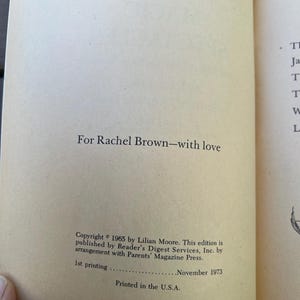 For Rachel Brown—with love
Copyright © 1965 by Lilian Moore. This edition is
published by Reader's Digest Services, Inc. by
arrangement with Parents' Magazine Press.
1st printing ......................November 1973
Printed in the U.S.A.